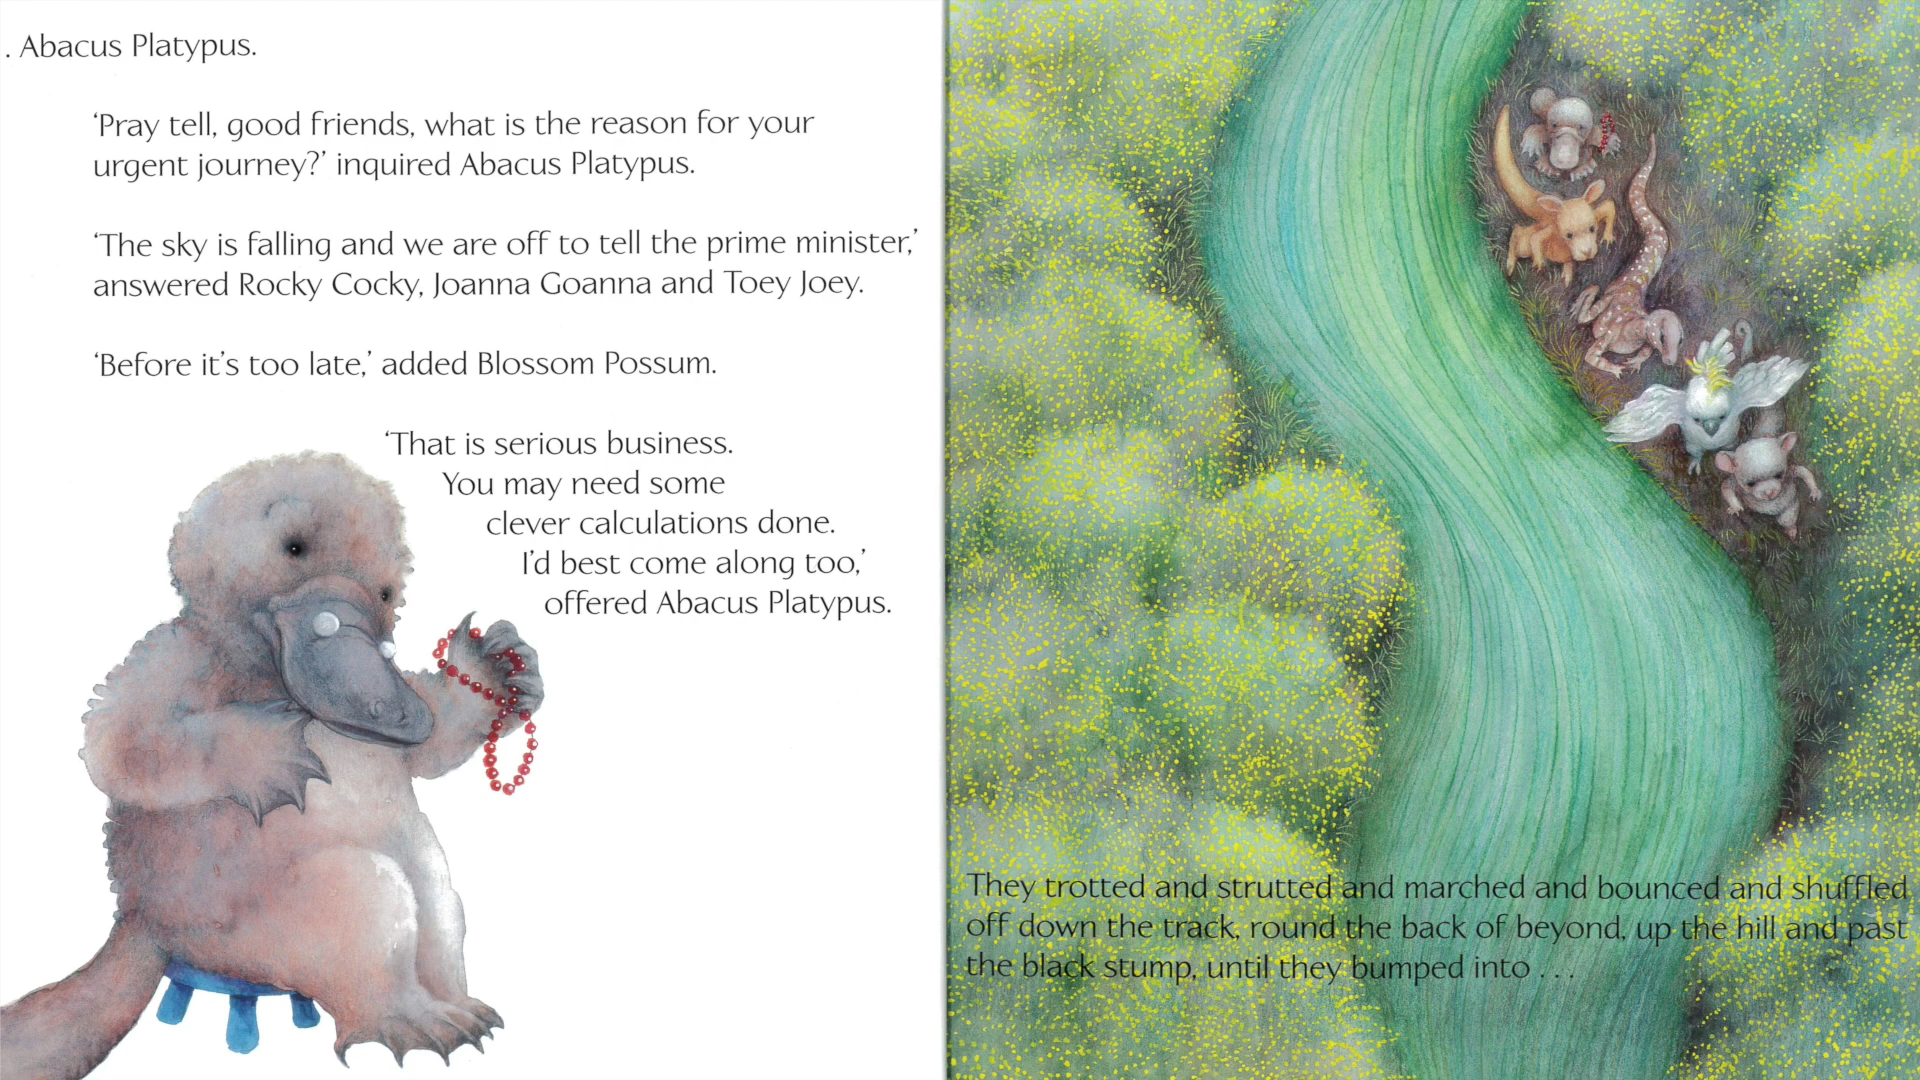 . Abacus Platypus.
‘Pray tell, good friends, what is the reason for your
urgent journey?’ inquired Abacus Platypus.
‘The sky is falling and we are off to tell the prime minister,’
answered Rocky Cocky, Joanna Goanna and Toey Joey.
‘Before it’s too late,’ added Blossom Possum.
‘That is serious business.
You may need some
clever calculations done.
I’d best come along too,’
offered Abacus Platypus.
They trotted and strutted and marched and bounced and shuffled
off down the track, round the back of beyond, up the hill and past
the black stump, until they bumped into . . .